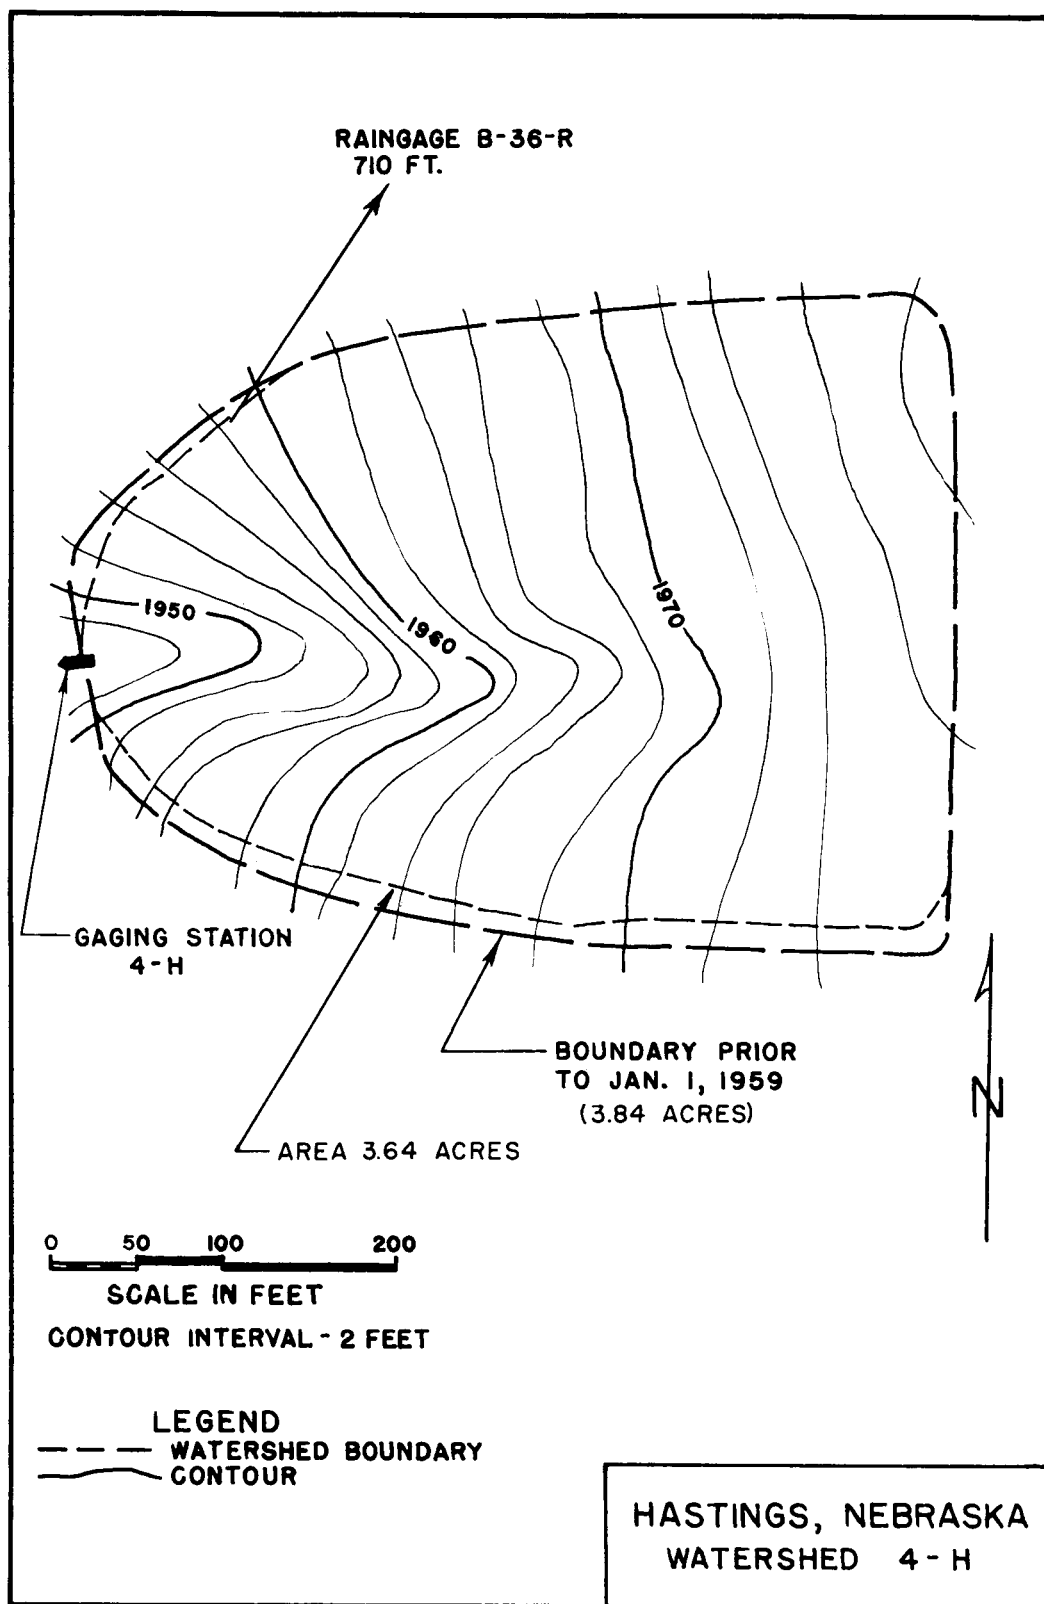 RAINGAGE B-36-R
710 FT.
1950
1960
1970
GAGING STATION
4-H
BOUNDARY PRIOR
TO JAN. 1, 1959
(3.84 ACRES)
AREA 3.64 ACRES
N
0 50 100 200
SCALE IN FEET
CONTOUR INTERVAL - 2 FEET
LEGEND
WATERSHED BOUNDARY
CONTOUR
HASTINGS, NEBRASKA
WATERSHED 4-H